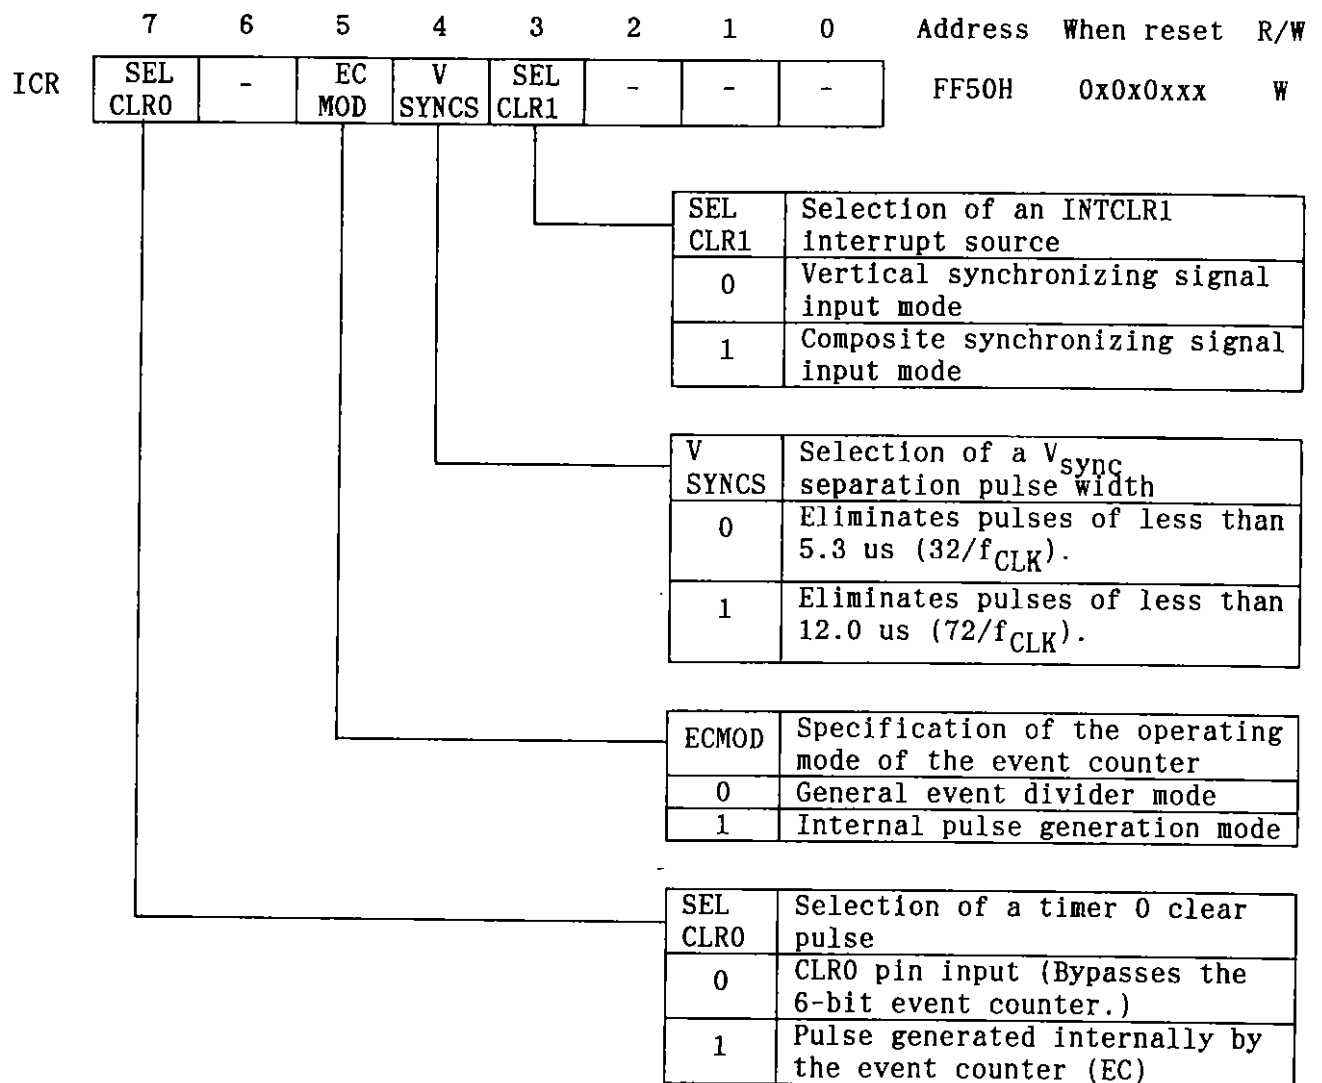 7 6 5 4 3 2 1 0 Address When reset R/W
ICR SEL CLR0 - EC MOD V SYNCS SEL CLR1 - - - FF50H 0x0x0xxx W
SEL CLR1 Selection of an INTCLR1
interrupt source
0 Vertical synchronizing signal
input mode
1 Composite synchronizing signal
input mode
V SYNCS Selection of a Vsync
separation pulse width
0 Eliminates pulses of less than
5.3 us (32/fCLK).
1 Eliminates pulses of less than
12.0 us (72/fCLK).
ECMOD Specification of the operating
mode of the event counter
0 General event divider mode
1 Internal pulse generation mode
SEL CLR0 Selection of a timer 0 clear
pulse
0 CLR0 pin input (Bypasses the
6-bit event counter.)
1 Pulse generated internally by
the event counter (EC)